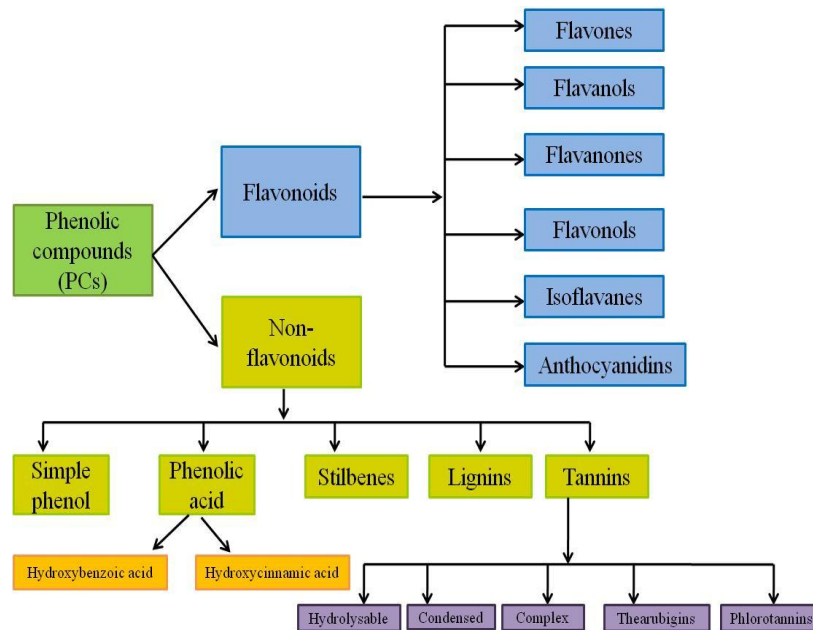 Flavones
Flavanols
Flavanones
Flavonols
Isoflavanes
Anthocyanidins
Flavonoids
Phenolic
compounds
(PCs)
Non-
flavonoids
Simple
phenol
Phenolic
acid
Stilbenes
Lignins
Tannins
Hydroxybenzoic acid
Hydroxycinnamic acid
Hydrolysable
Condensed
Complex
Thearubigins
Phlorotannins